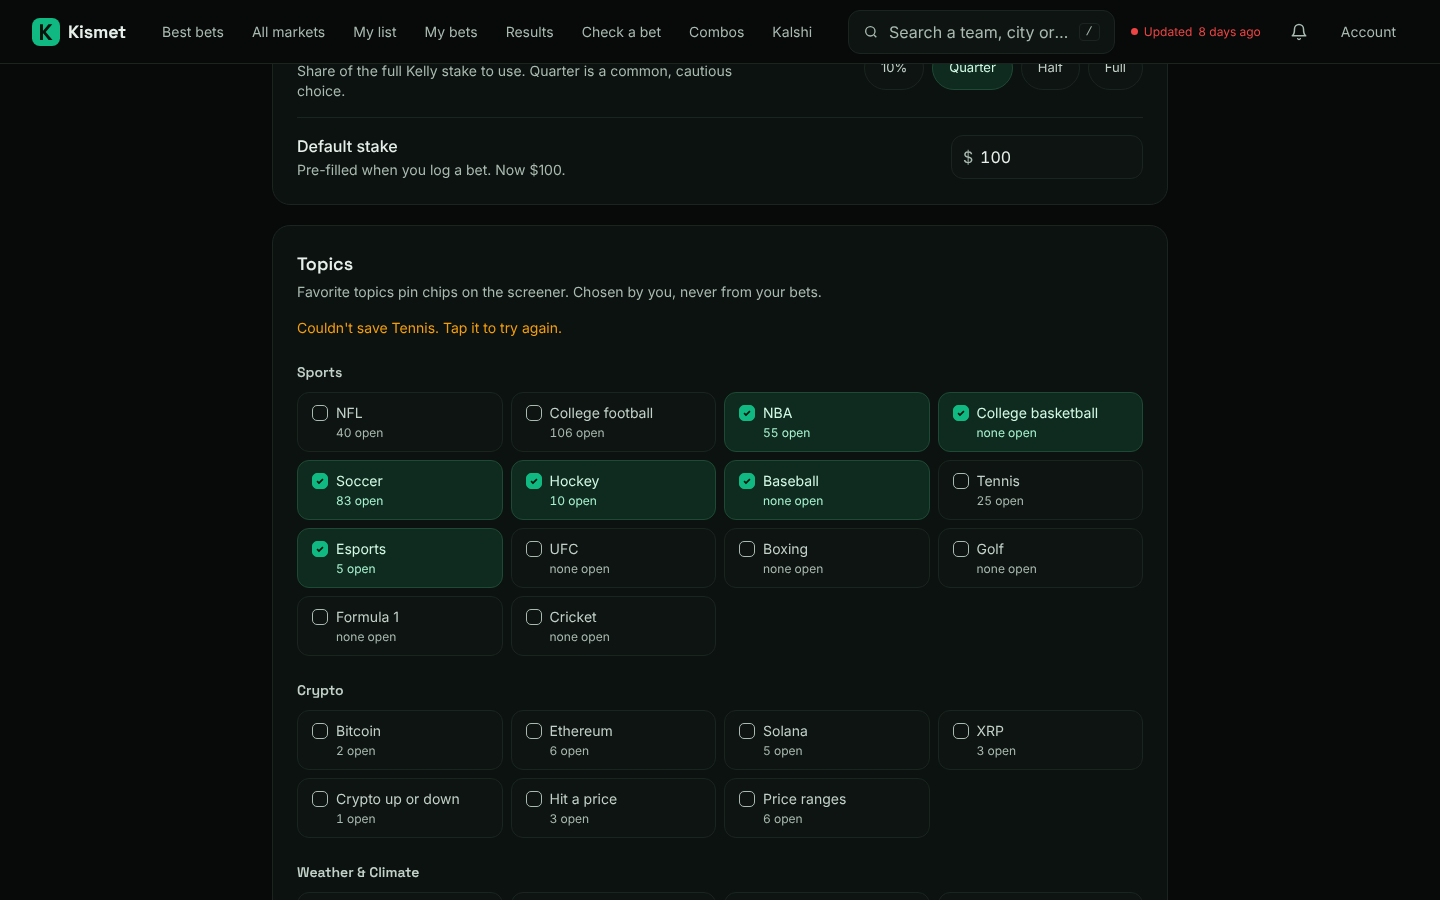 K Kismet Best bets All markets My list My bets Results Check a bet Combos Kalshi Search a team, city or... / Updated 8 days ago Account
Share of the full Kelly stake to use. Quarter is a common, cautious
choice.
10% Quarter Half Full
Default stake
Pre-filled when you log a bet. Now $100.
$ 100
Topics
Favorite topics pin chips on the screener. Chosen by you, never from your bets.
Couldn't save Tennis. Tap it to try again.
Sports
NFL
40 open
College football
106 open
NBA
55 open
College basketball
none open
Soccer
83 open
Hockey
10 open
Baseball
none open
Tennis
25 open
Esports
5 open
UFC
none open
Boxing
none open
Golf
none open
Formula 1
none open
Cricket
none open
Crypto
Bitcoin
2 open
Ethereum
6 open
Solana
5 open
XRP
3 open
Crypto up or down
1 open
Hit a price
3 open
Price ranges
6 open
Weather & Climate